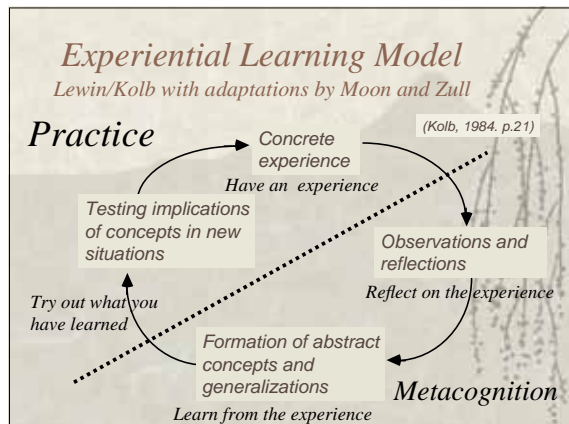 Experiential Learning Model
Lewin/Kolb with adaptations by Moon and Zull
Practice
Concrete
experience
(Kolb, 1984. p.21)
Have an experience
Testing implications
of concepts in new
situations
Observations and
reflections
Reflect on the experience
Try out what you
have learned
Formation of abstract
concepts and
generalizations
Metacognition
Learn from the experience